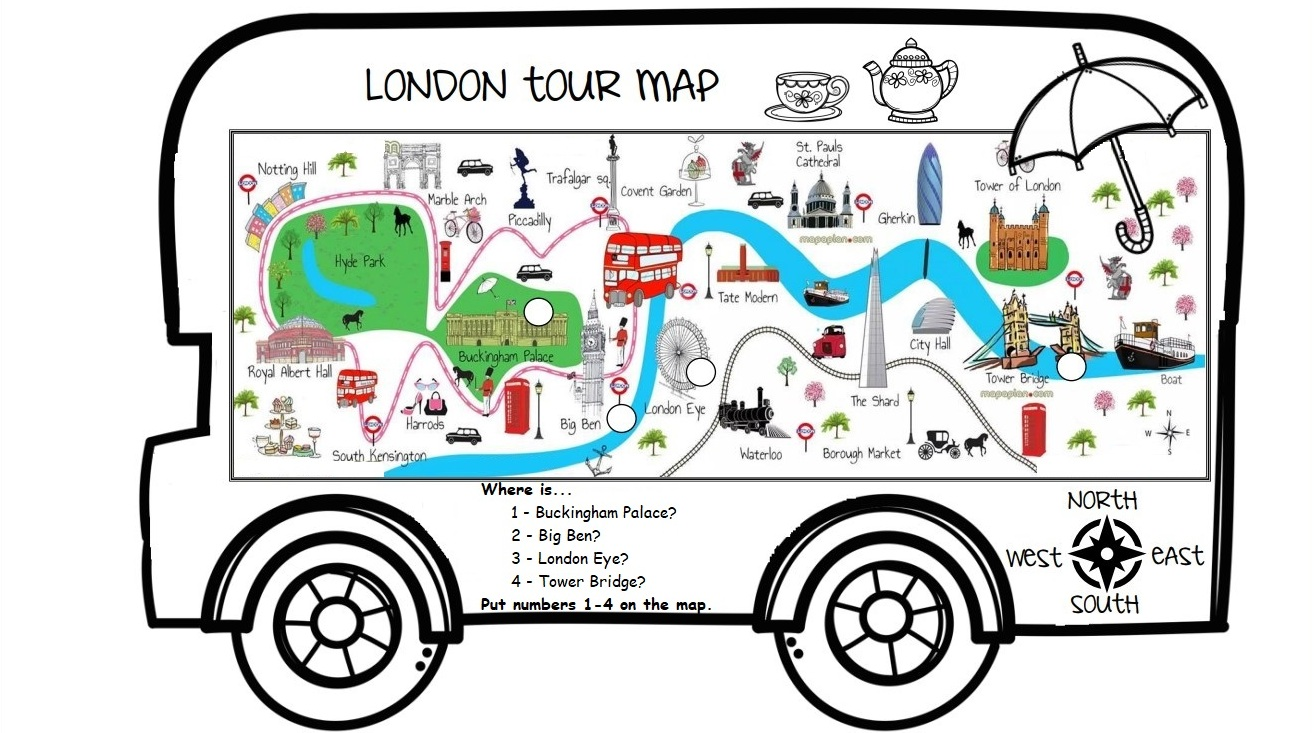 LONDON TOUR MAP
Notting Hill
Marble Arch
Piccadilly
Trafalgar sq.
Covent Garden
St. Pauls
Cathedral
mapaplan.com
Gherkin
Tower of London
Hyde Park
Tate Modern
Buckingham Palace
City Hall
Royal Albert Hall
Tower Bridge
mapaplan.com
Boat
Harrods
Big Ben
London Eye
The Shard
South Kensington
Waterloo
Borough Market
N
W E
S
Where is...
1 - Buckingham Palace?
2 - Big Ben?
3 - London Eye?
4 - Tower Bridge?
Put numbers 1-4 on the map.
NORTH
WEST EAST
SOUTH